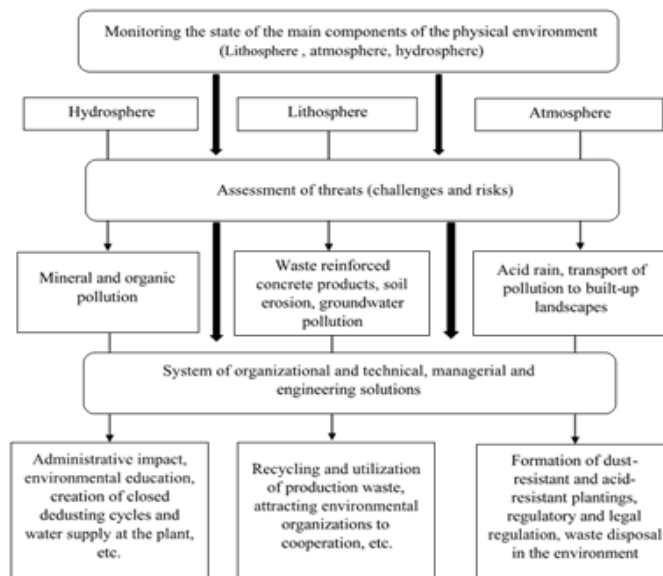 Monitoring the state of the main components of the physical environment
(Lithosphere , atmosphere, hydrosphere)
Hydrosphere
Lithosphere
Atmosphere
Assessment of threats (challenges and risks)
Mineral and organic
pollution
Waste reinforced
concrete products, soil
erosion, groundwater
pollution
Acid rain, transport of
pollution to built-up
landscapes
System of organizational and technical, managerial and
engineering solutions
Administrative impact,
environmental education,
creation of closed
dedusting cycles and
water supply at the plant,
etc.
Recycling and utilization
of production waste,
attracting environmental
organizations to
cooperation, etc.
Formation of dust-
resistant and acid-
resistant plantings,
regulatory and legal
regulation, waste disposal
in the environment